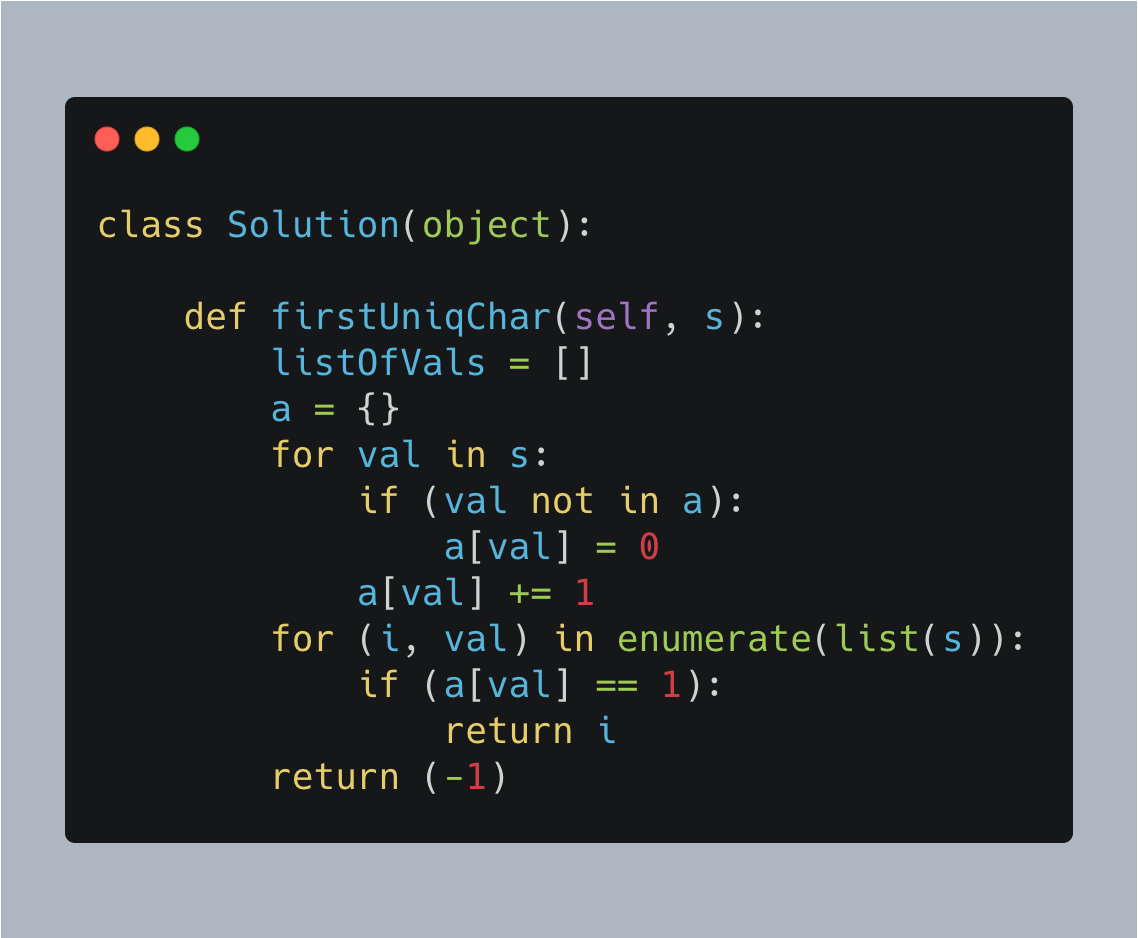 class Solution(object):

    def firstUniqChar(self, s):
        listOfVals = []
        a = {}
        for val in s:
            if (val not in a):
                a[val] = 0
            a[val] += 1
        for (i, val) in enumerate(list(s)):
            if (a[val] == 1):
                return i
        return (-1)